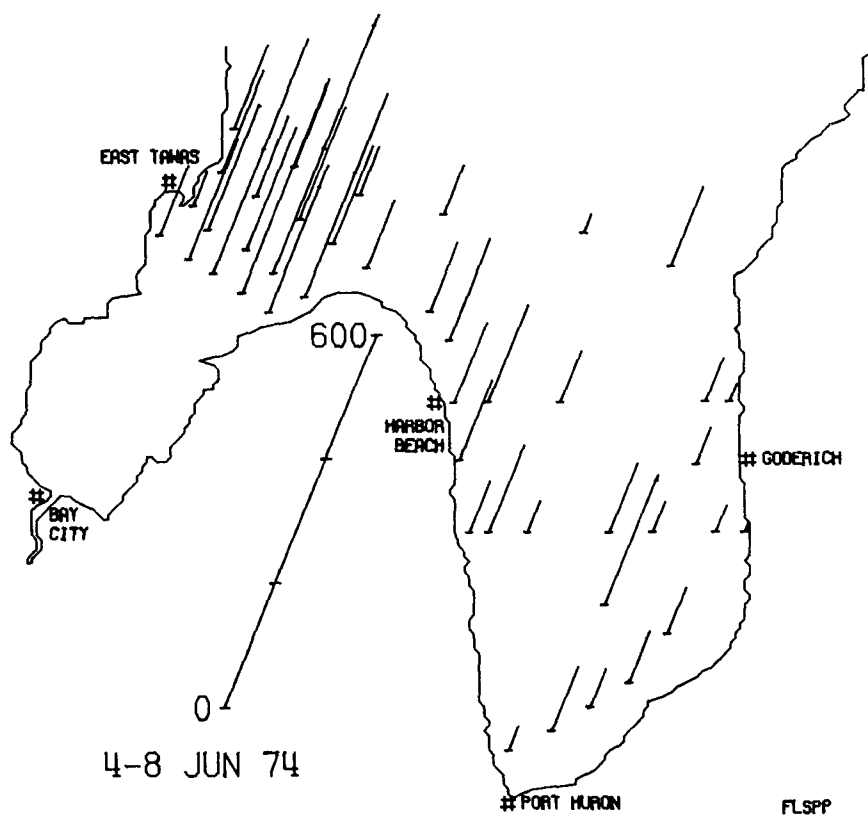 EAST TAWAS
600
HARBOR
BEACH
GODERICH
BAY
CITY
0
4-8 JUN 74
PORT HURON
FLSPP